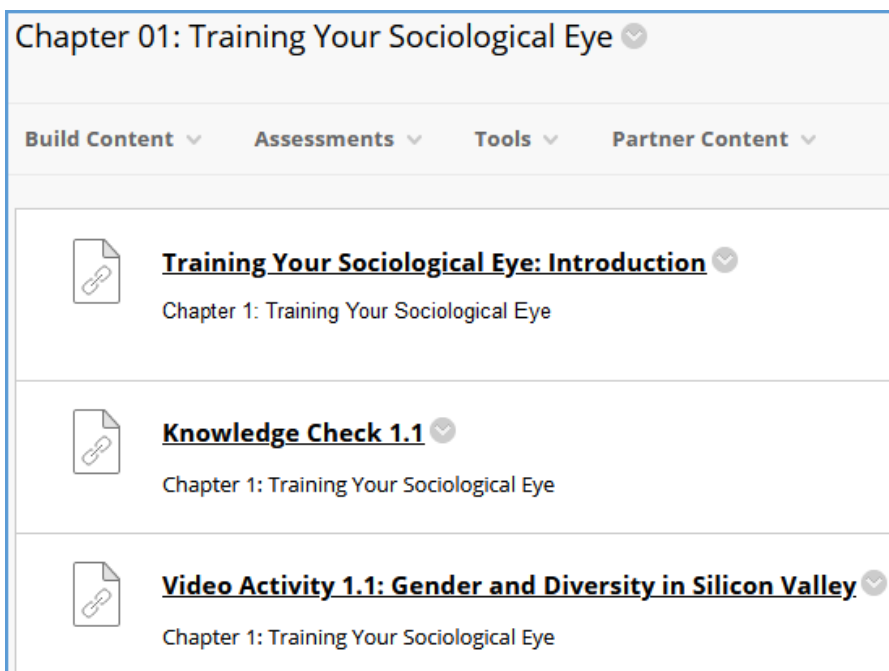 Chapter 01: Training Your Sociological Eye
Build Content Assessments Tools Partner Content
Training Your Sociological Eye: Introduction
Chapter 1: Training Your Sociological Eye
Knowledge Check 1.1
Chapter 1: Training Your Sociological Eye
Video Activity 1.1: Gender and Diversity in Silicon Valley
Chapter 1: Training Your Sociological Eye